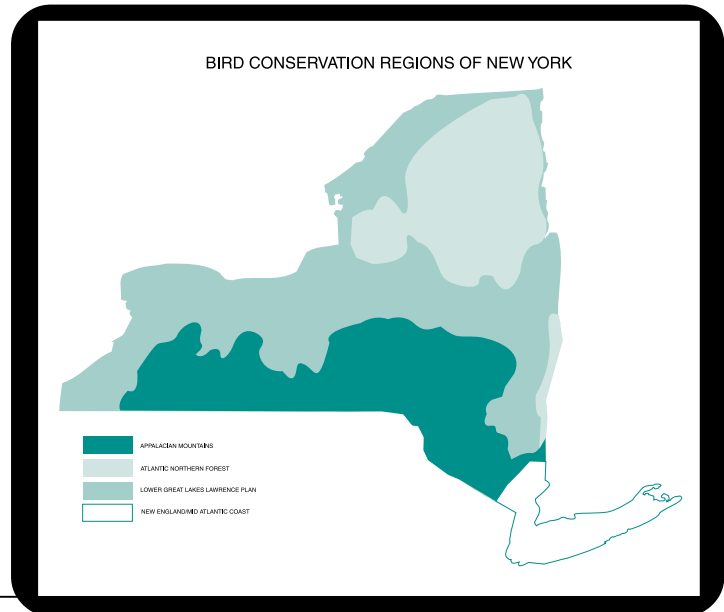 BIRD CONSERVATION REGIONS OF NEW YORK
APPALACIAN MOUNTAINS
ATLANTIC NORTHERN FOREST
LOWER GREAT LAKES LAWRENCE PLAN
NEW ENGLAND/MID ATLANTIC COAST